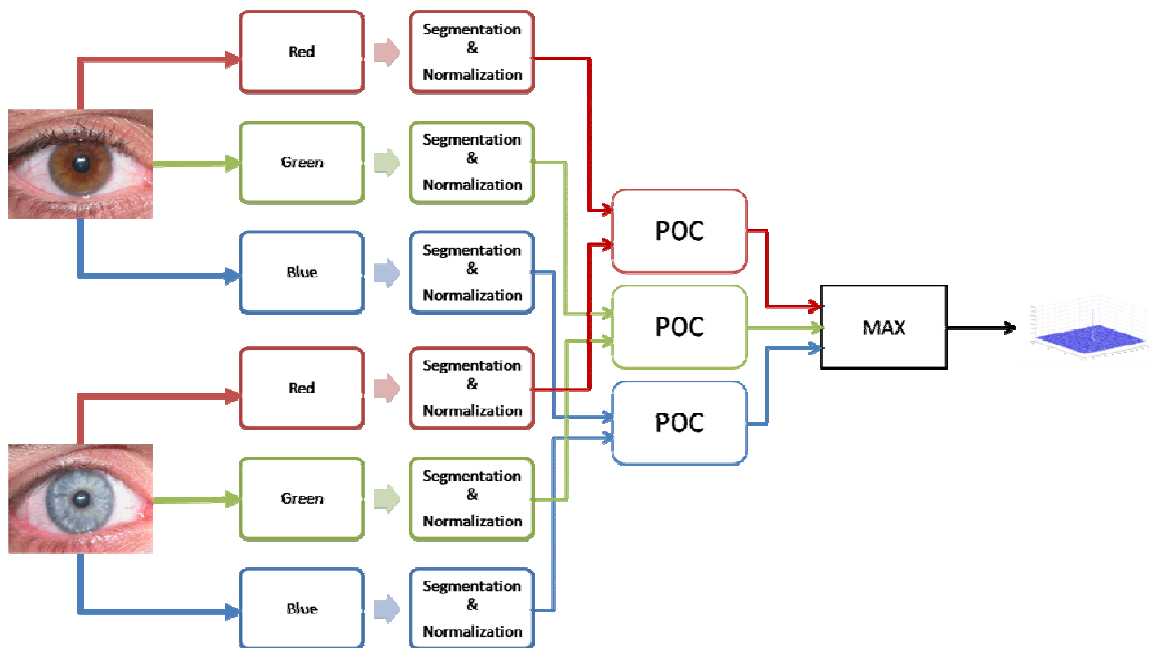 Red
Segmentation
&
Normalization
Green
Segmentation
&
Normalization
Blue
Segmentation
&
Normalization
POC
POC
POC
MAX
Red
Segmentation
&
Normalization
Green
Segmentation
&
Normalization
Blue
Segmentation
&
Normalization